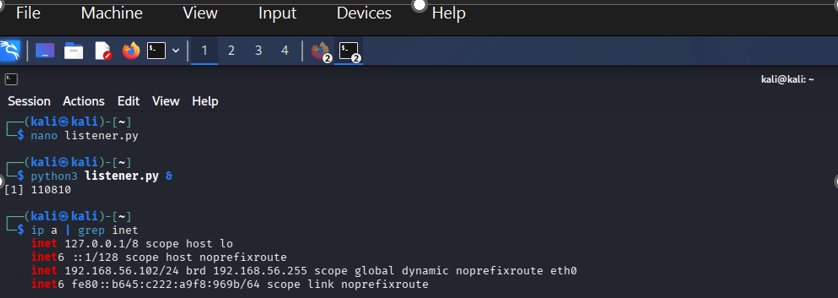 File Machine View Input Devices Help
1 2 3 4 2 2
kali@kali: ~
Session Actions Edit View Help
┌──(kali㉿kali)-[~]
└─$ nano listener.py
┌──(kali㉿kali)-[~]
└─$ python3 listener.py &
[1] 110810
┌──(kali㉿kali)-[~]
└─$ ip a | grep inet
inet 127.0.0.1/8 scope host lo
inet6 ::1/128 scope host noprefixroute
inet 192.168.56.102/24 brd 192.168.56.255 scope global dynamic noprefixroute eth0
inet6 fe80::b645:c222:a9f8:969b/64 scope link noprefixroute